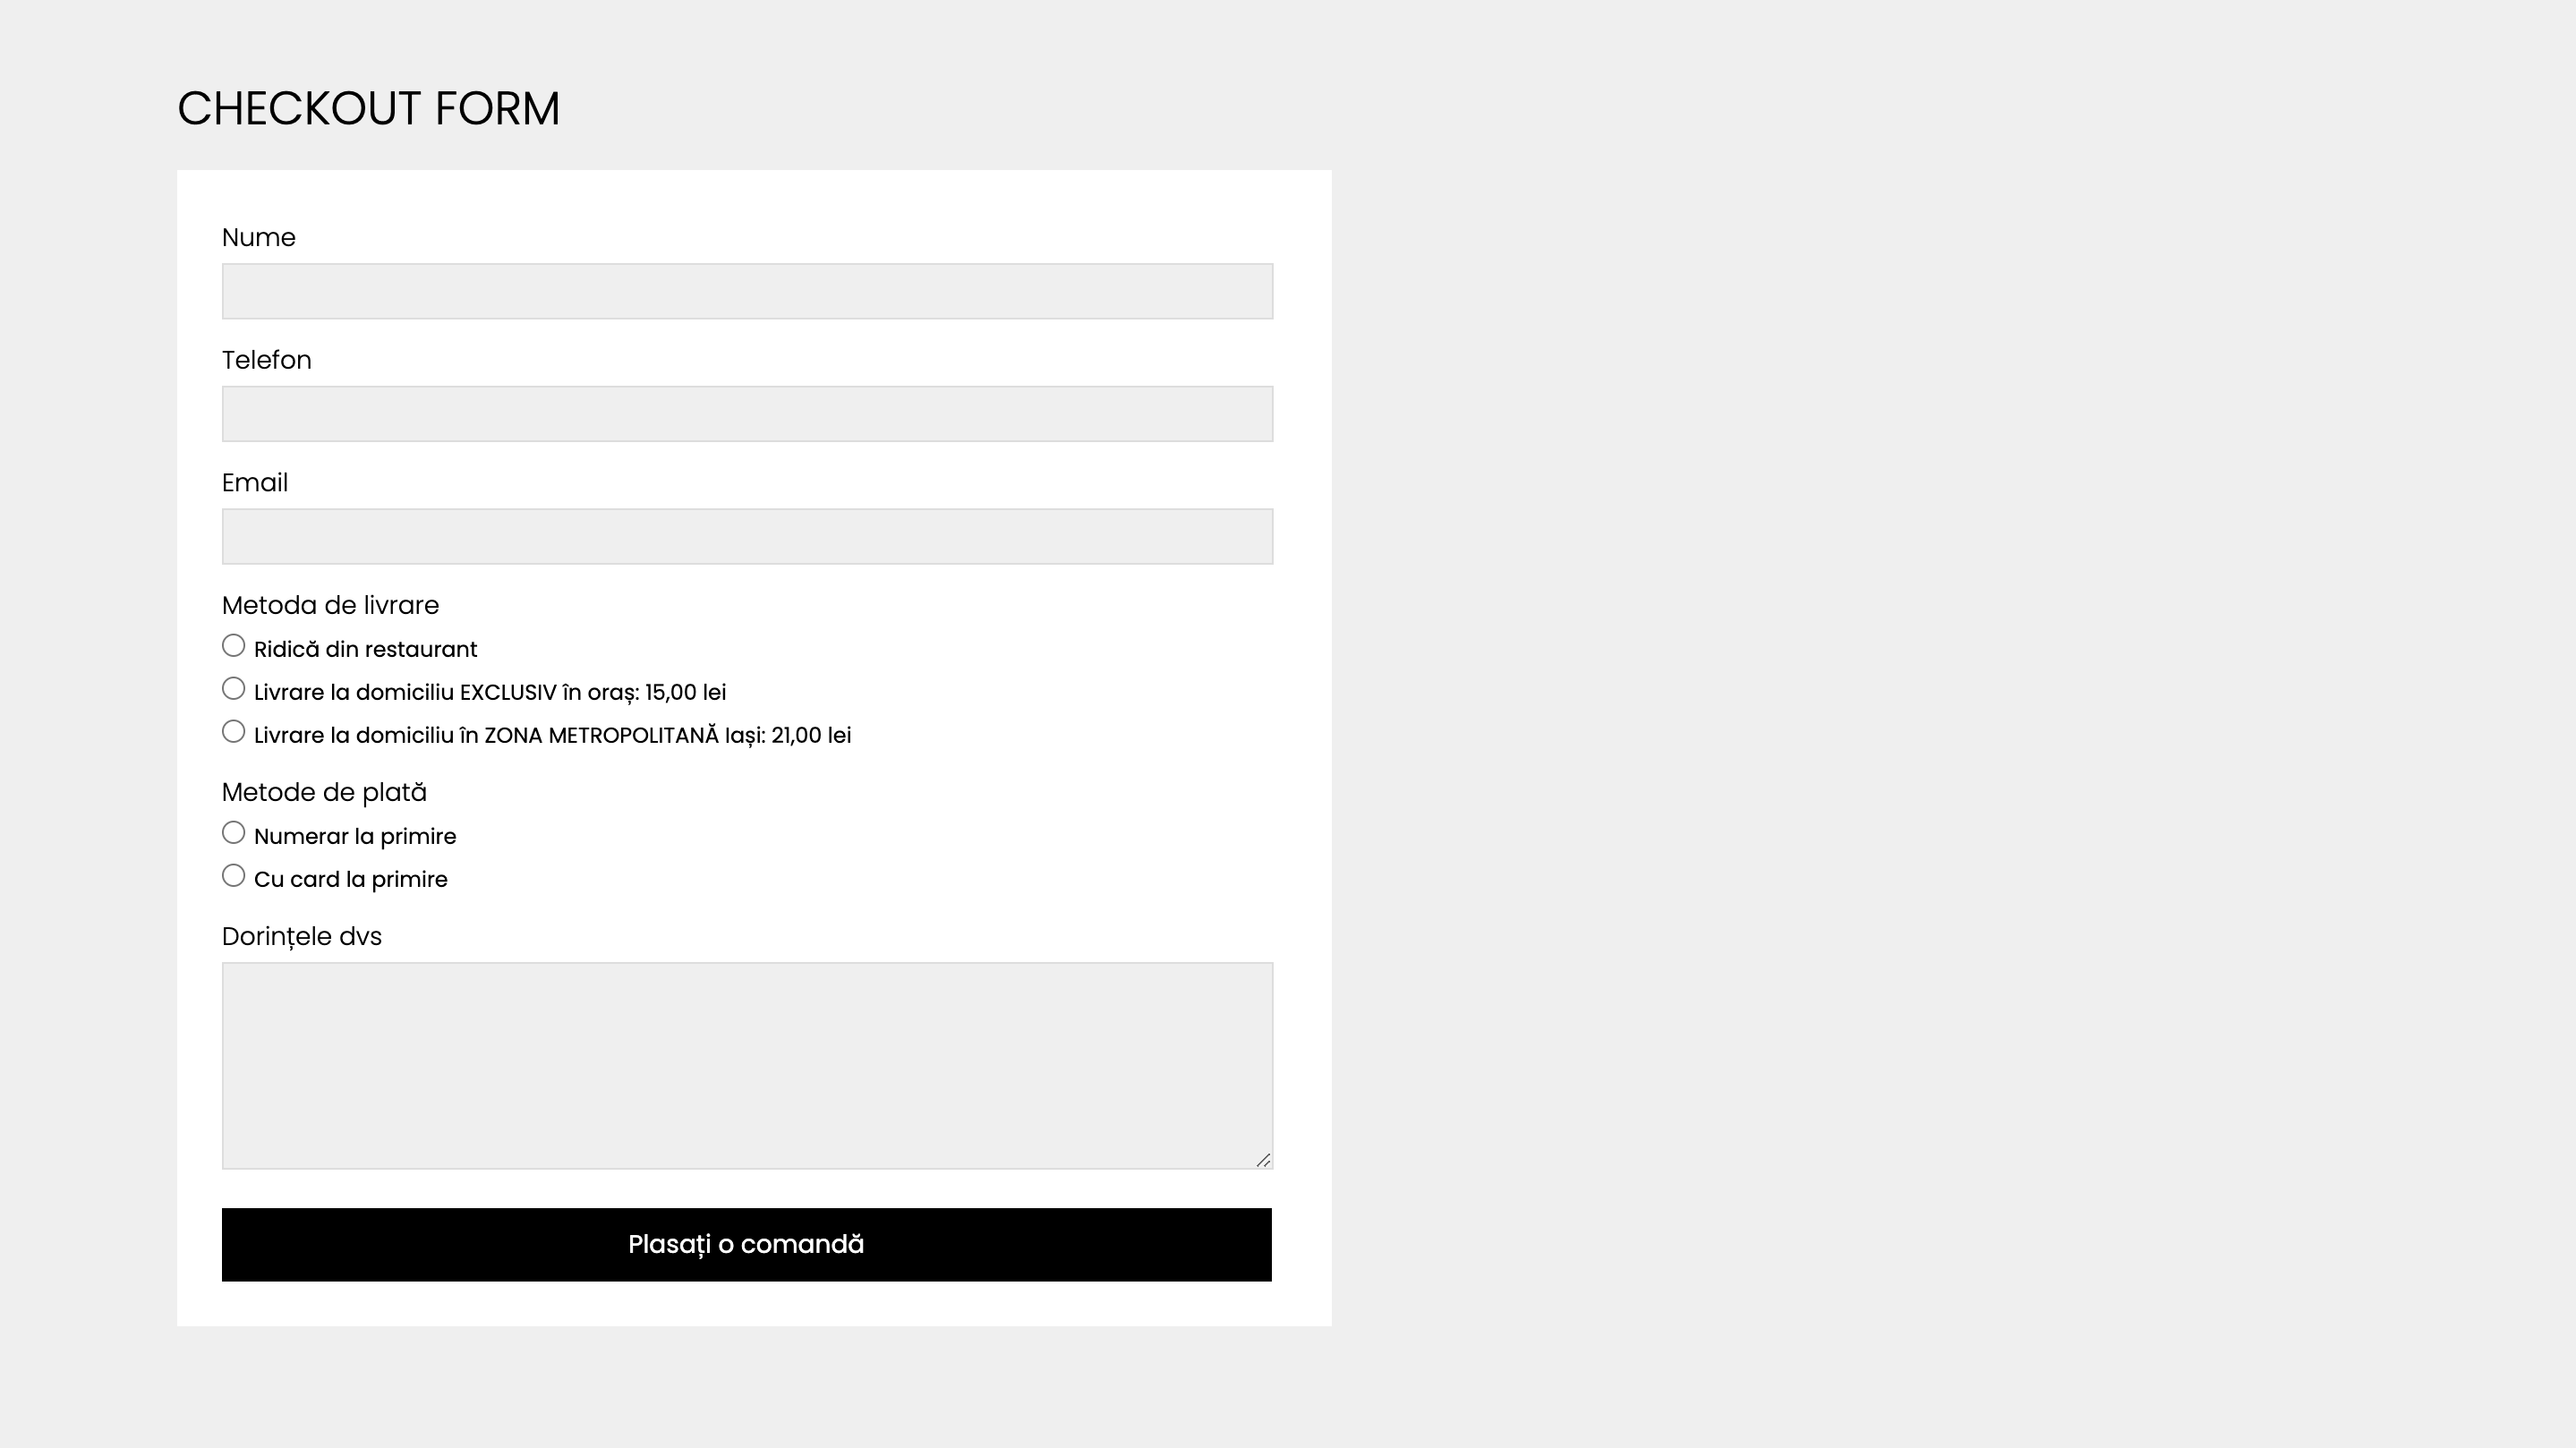 CHECKOUT FORM
Nume
Telefon
Email
Metoda de livrare
Ridică din restaurant
Livrare la domiciliu EXCLUSIV în oraș: 15,00 lei
Livrare la domiciliu în ZONA METROPOLITANĂ Iași: 21,00 lei
Metode de plată
Numerar la primire
Cu card la primire
Dorințele dvs
Plasați o comandă